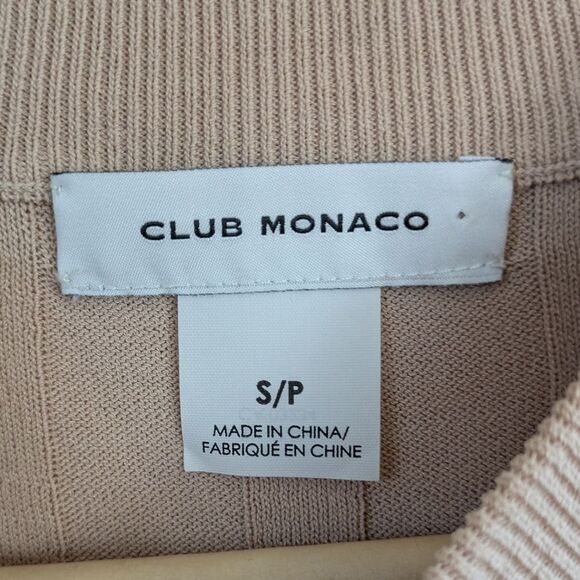 CLUB MONACO
S/P
MADE IN CHINA/
FABRIQUÉ EN CHINE